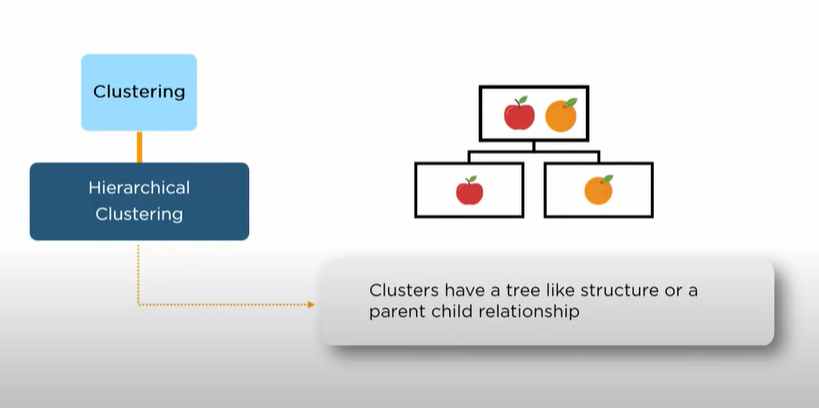 Clustering
Hierarchical
Clustering
Clusters have a tree like structure or a
parent child relationship